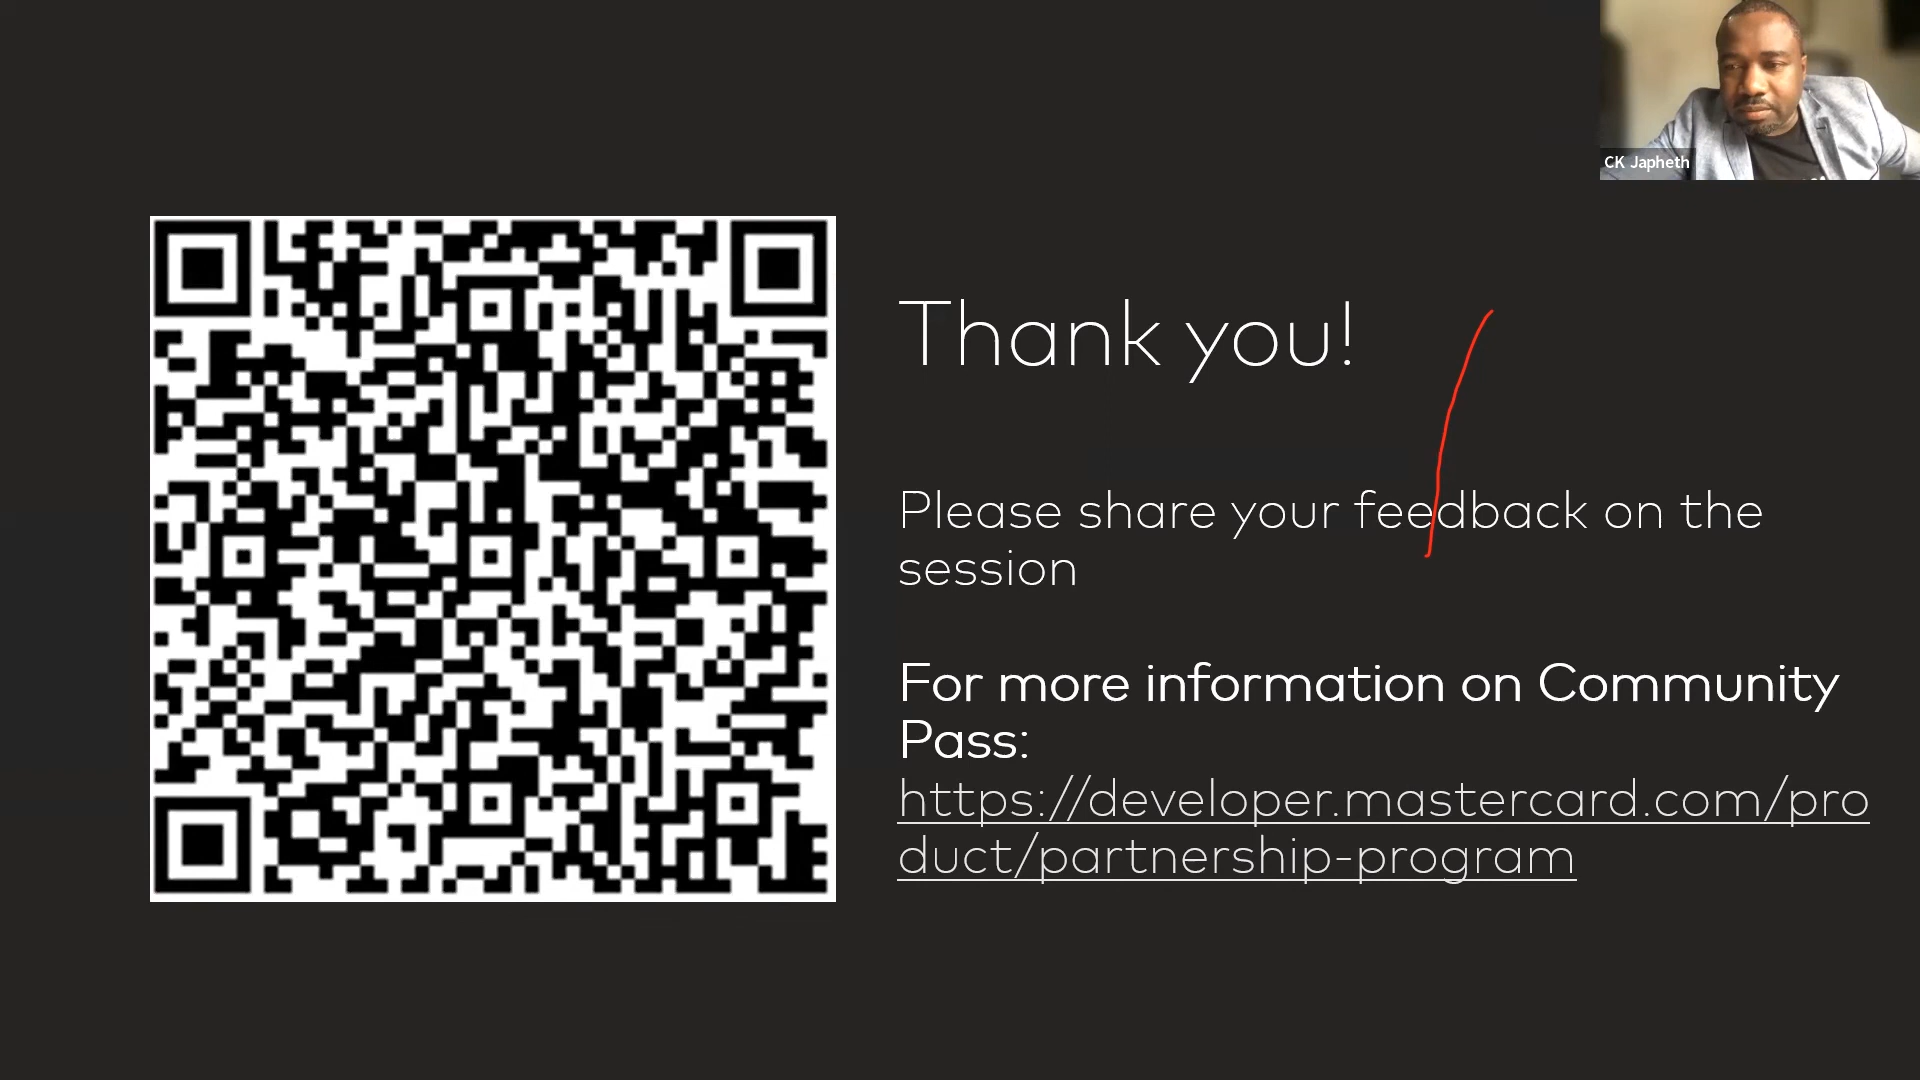 CK Japheth
Thank you!
Please share your feedback on the
session
For more information on Community
Pass:
https://developer.mastercard.com/pro
duct/partnership-program